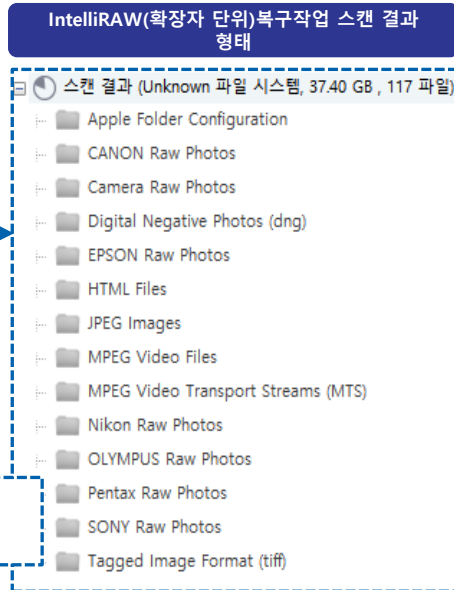 IntelliRAW(확장자 단위)복구작업 스캔 결과
형태
스캔 결과 (Unknown 파일 시스템, 37.40 GB , 117 파일)
Apple Folder Configuration
CANON Raw Photos
Camera Raw Photos
Digital Negative Photos (dng)
EPSON Raw Photos
HTML Files
JPEG Images
MPEG Video Files
MPEG Video Transport Streams (MTS)
Nikon Raw Photos
OLYMPUS Raw Photos
Pentax Raw Photos
SONY Raw Photos
Tagged Image Format (tiff)